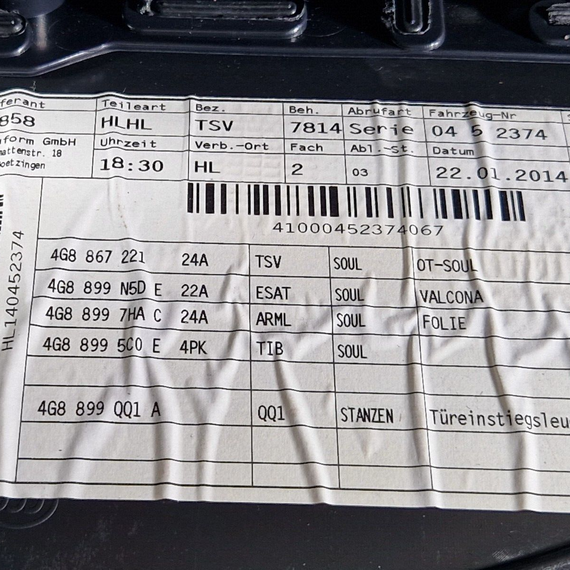 ferant Teileart Bez. Beh. Abrufart Fahrzeug-Nr
858 HLHL TSV 7814 Serie 04 5 2374
form GmbH Uhrzeit Verb.-Ort Fach Abl.-St. Datum
mattenstr. 18
oetzingen 18:30 HL 2 03 22.01.2014
41000452374067
HL140452374
4G8 867 221 24A TSV SOUL OT-SOUL
4G8 899 N5D E 22A ESAT SOUL VALCONA
4G8 899 7HA C 24A ARML SOUL FOLIE
4G8 899 5C0 E 4PK TIB SOUL
4G8 899 QQ1 A QQ1 STANZEN Türeinstiegsleu